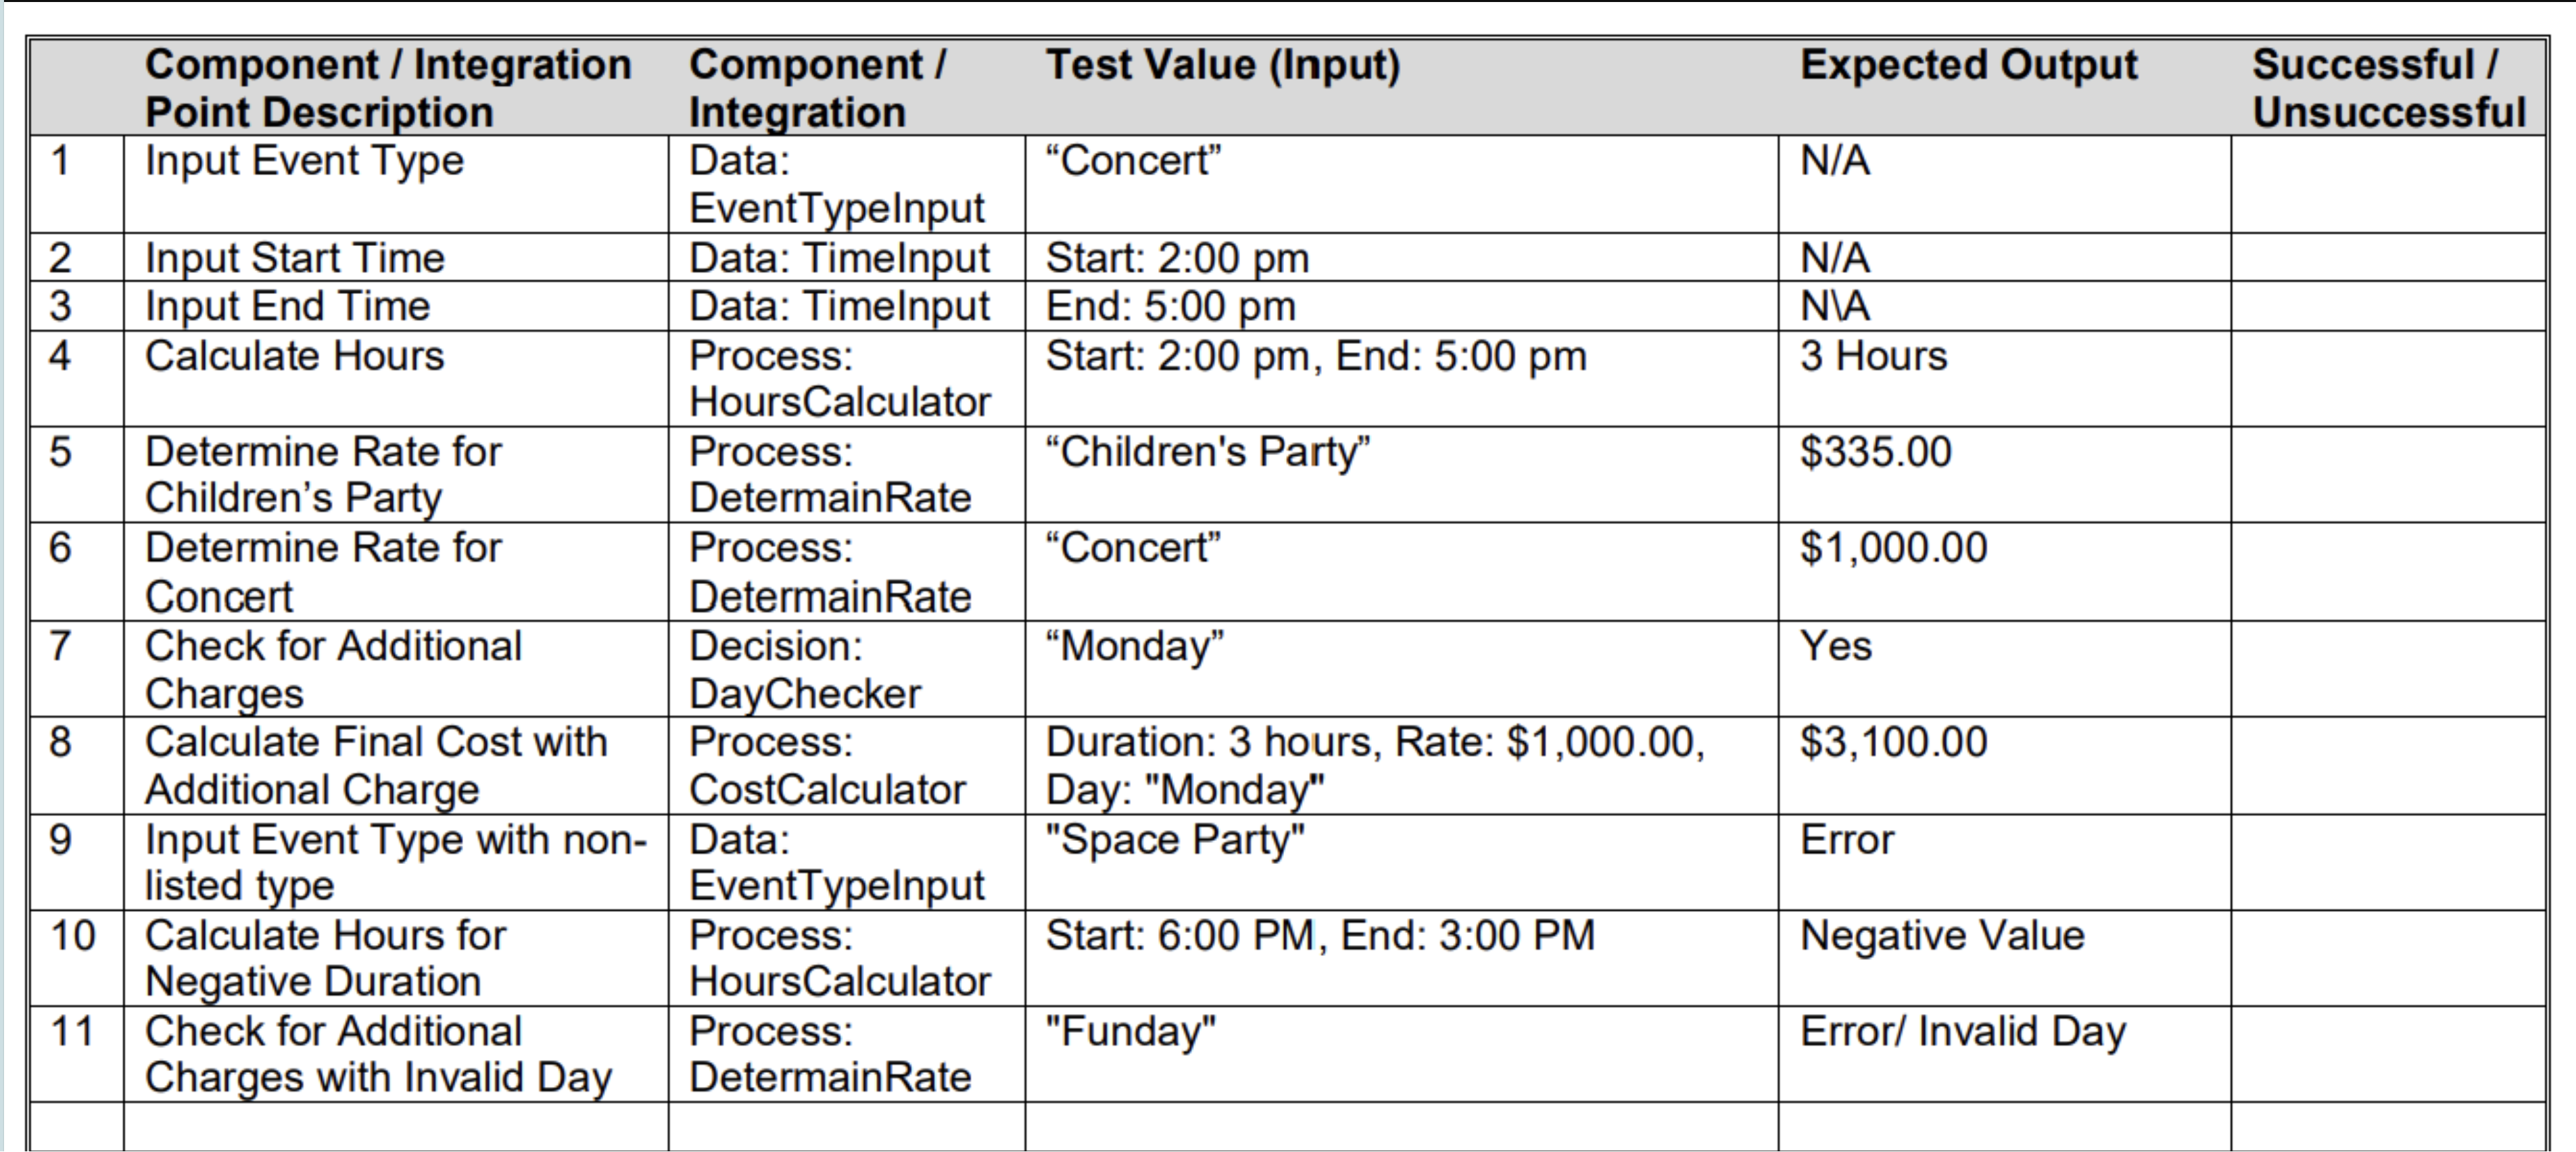 Component / Integration Point Description | Component / Integration | Test Value (Input) | Expected Output | Successful / Unsuccessful
1 | Input Event Type | Data: EventTypeInput | “Concert” | N/A
2 | Input Start Time | Data: TimeInput | Start: 2:00 pm | N/A
3 | Input End Time | Data: TimeInput | End: 5:00 pm | N\A
4 | Calculate Hours | Process: HoursCalculator | Start: 2:00 pm, End: 5:00 pm | 3 Hours
5 | Determine Rate for Children’s Party | Process: DetermainRate | “Children's Party” | $335.00
6 | Determine Rate for Concert | Process: DetermainRate | “Concert” | $1,000.00
7 | Check for Additional Charges | Decision: DayChecker | “Monday” | Yes
8 | Calculate Final Cost with Additional Charge | Process: CostCalculator | Duration: 3 hours, Rate: $1,000.00, Day: "Monday" | $3,100.00
9 | Input Event Type with non-listed type | Data: EventTypeInput | "Space Party" | Error
10 | Calculate Hours for Negative Duration | Process: HoursCalculator | Start: 6:00 PM, End: 3:00 PM | Negative Value
11 | Check for Additional Charges with Invalid Day | Process: DetermainRate | "Funday" | Error/ Invalid Day